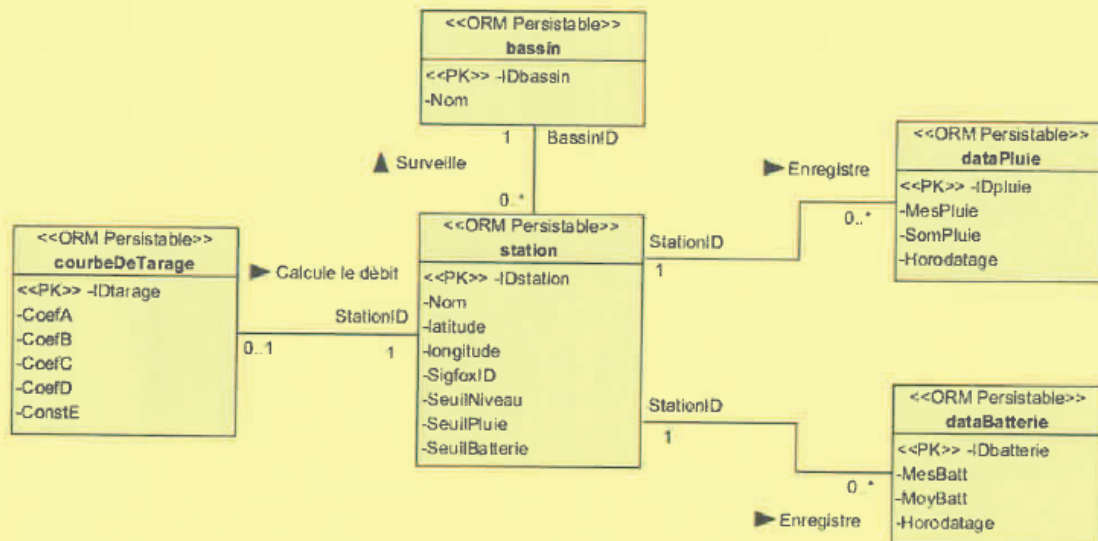 <<ORM Persistable>>
bassin
<<PK>> -IDbassin
-Nom
1
BassinID
▲ Surveille
0..*
<<ORM Persistable>>
dataPluie
<<PK>> -IDpluie
-MesPluie
-SomPluie
-Horodatage
► Enregistre
0..*
StationID
1
<<ORM Persistable>>
courbeDeTarage
<<PK>> -IDtarage
-CoefA
-CoefB
-CoefC
-CoefD
-ConstE
► Calcule le dèbit
StationID
0..1
1
<<ORM Persistable>>
station
<<PK>> -IDstation
-Nom
-latitude
-longitude
-SigfoxID
-SeuilNiveau
-SeuilPluie
-SeuilBatterie
StationID
1
0..*
► Enregistre
<<ORM Persistable>>
dataBatterie
<<PK>> -IDbatterie
-MesBatt
-MoyBatt
-Horodatage